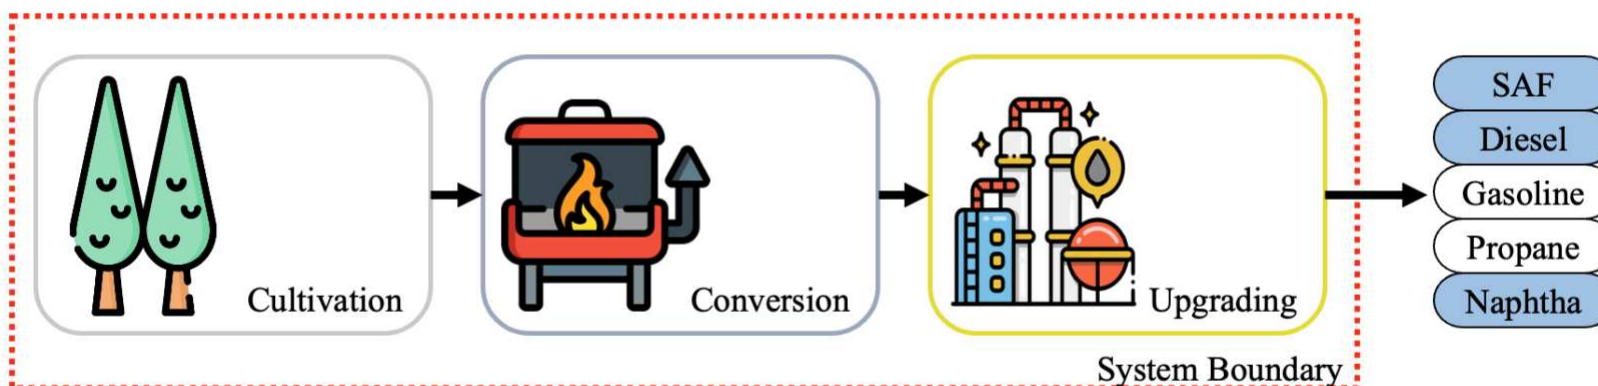 Cultivation
Conversion
Upgrading
System Boundary
SAF
Diesel
Gasoline
Propane
Naphtha